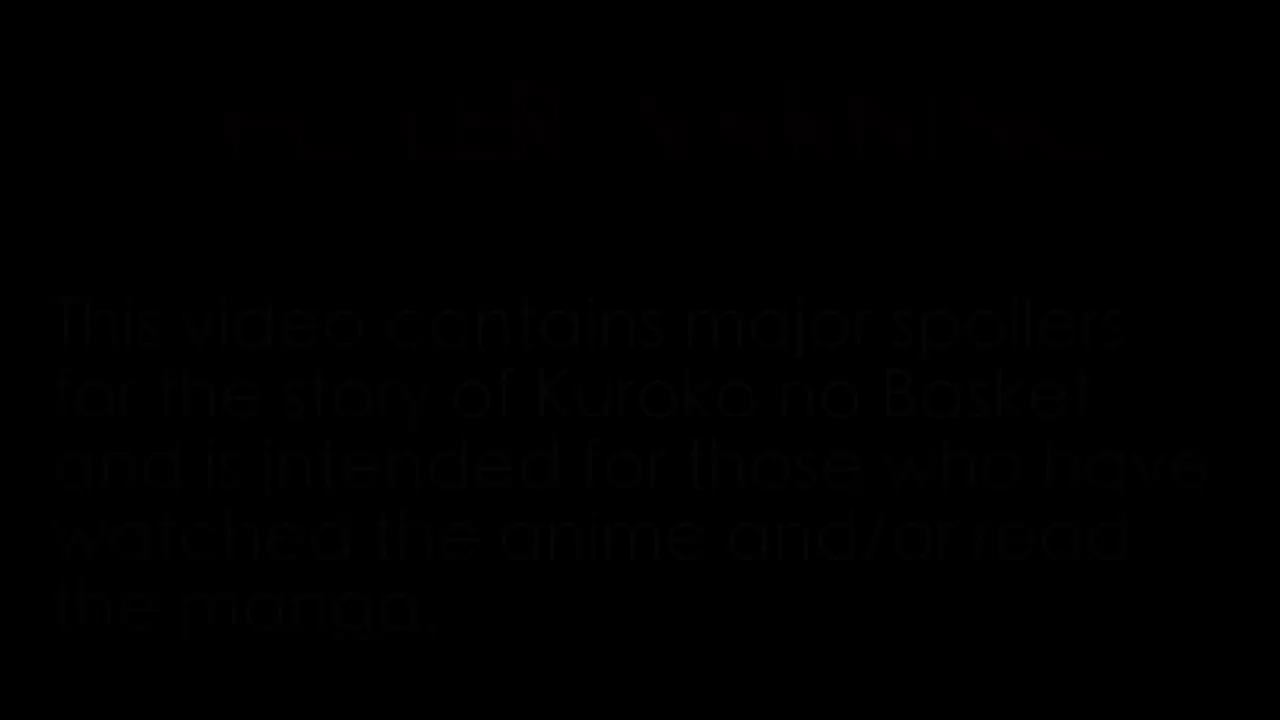 This video contains major spoilers
for the story of Kuroko no Basket
and is intended for those who have
watched the anime and/or read
the manga.